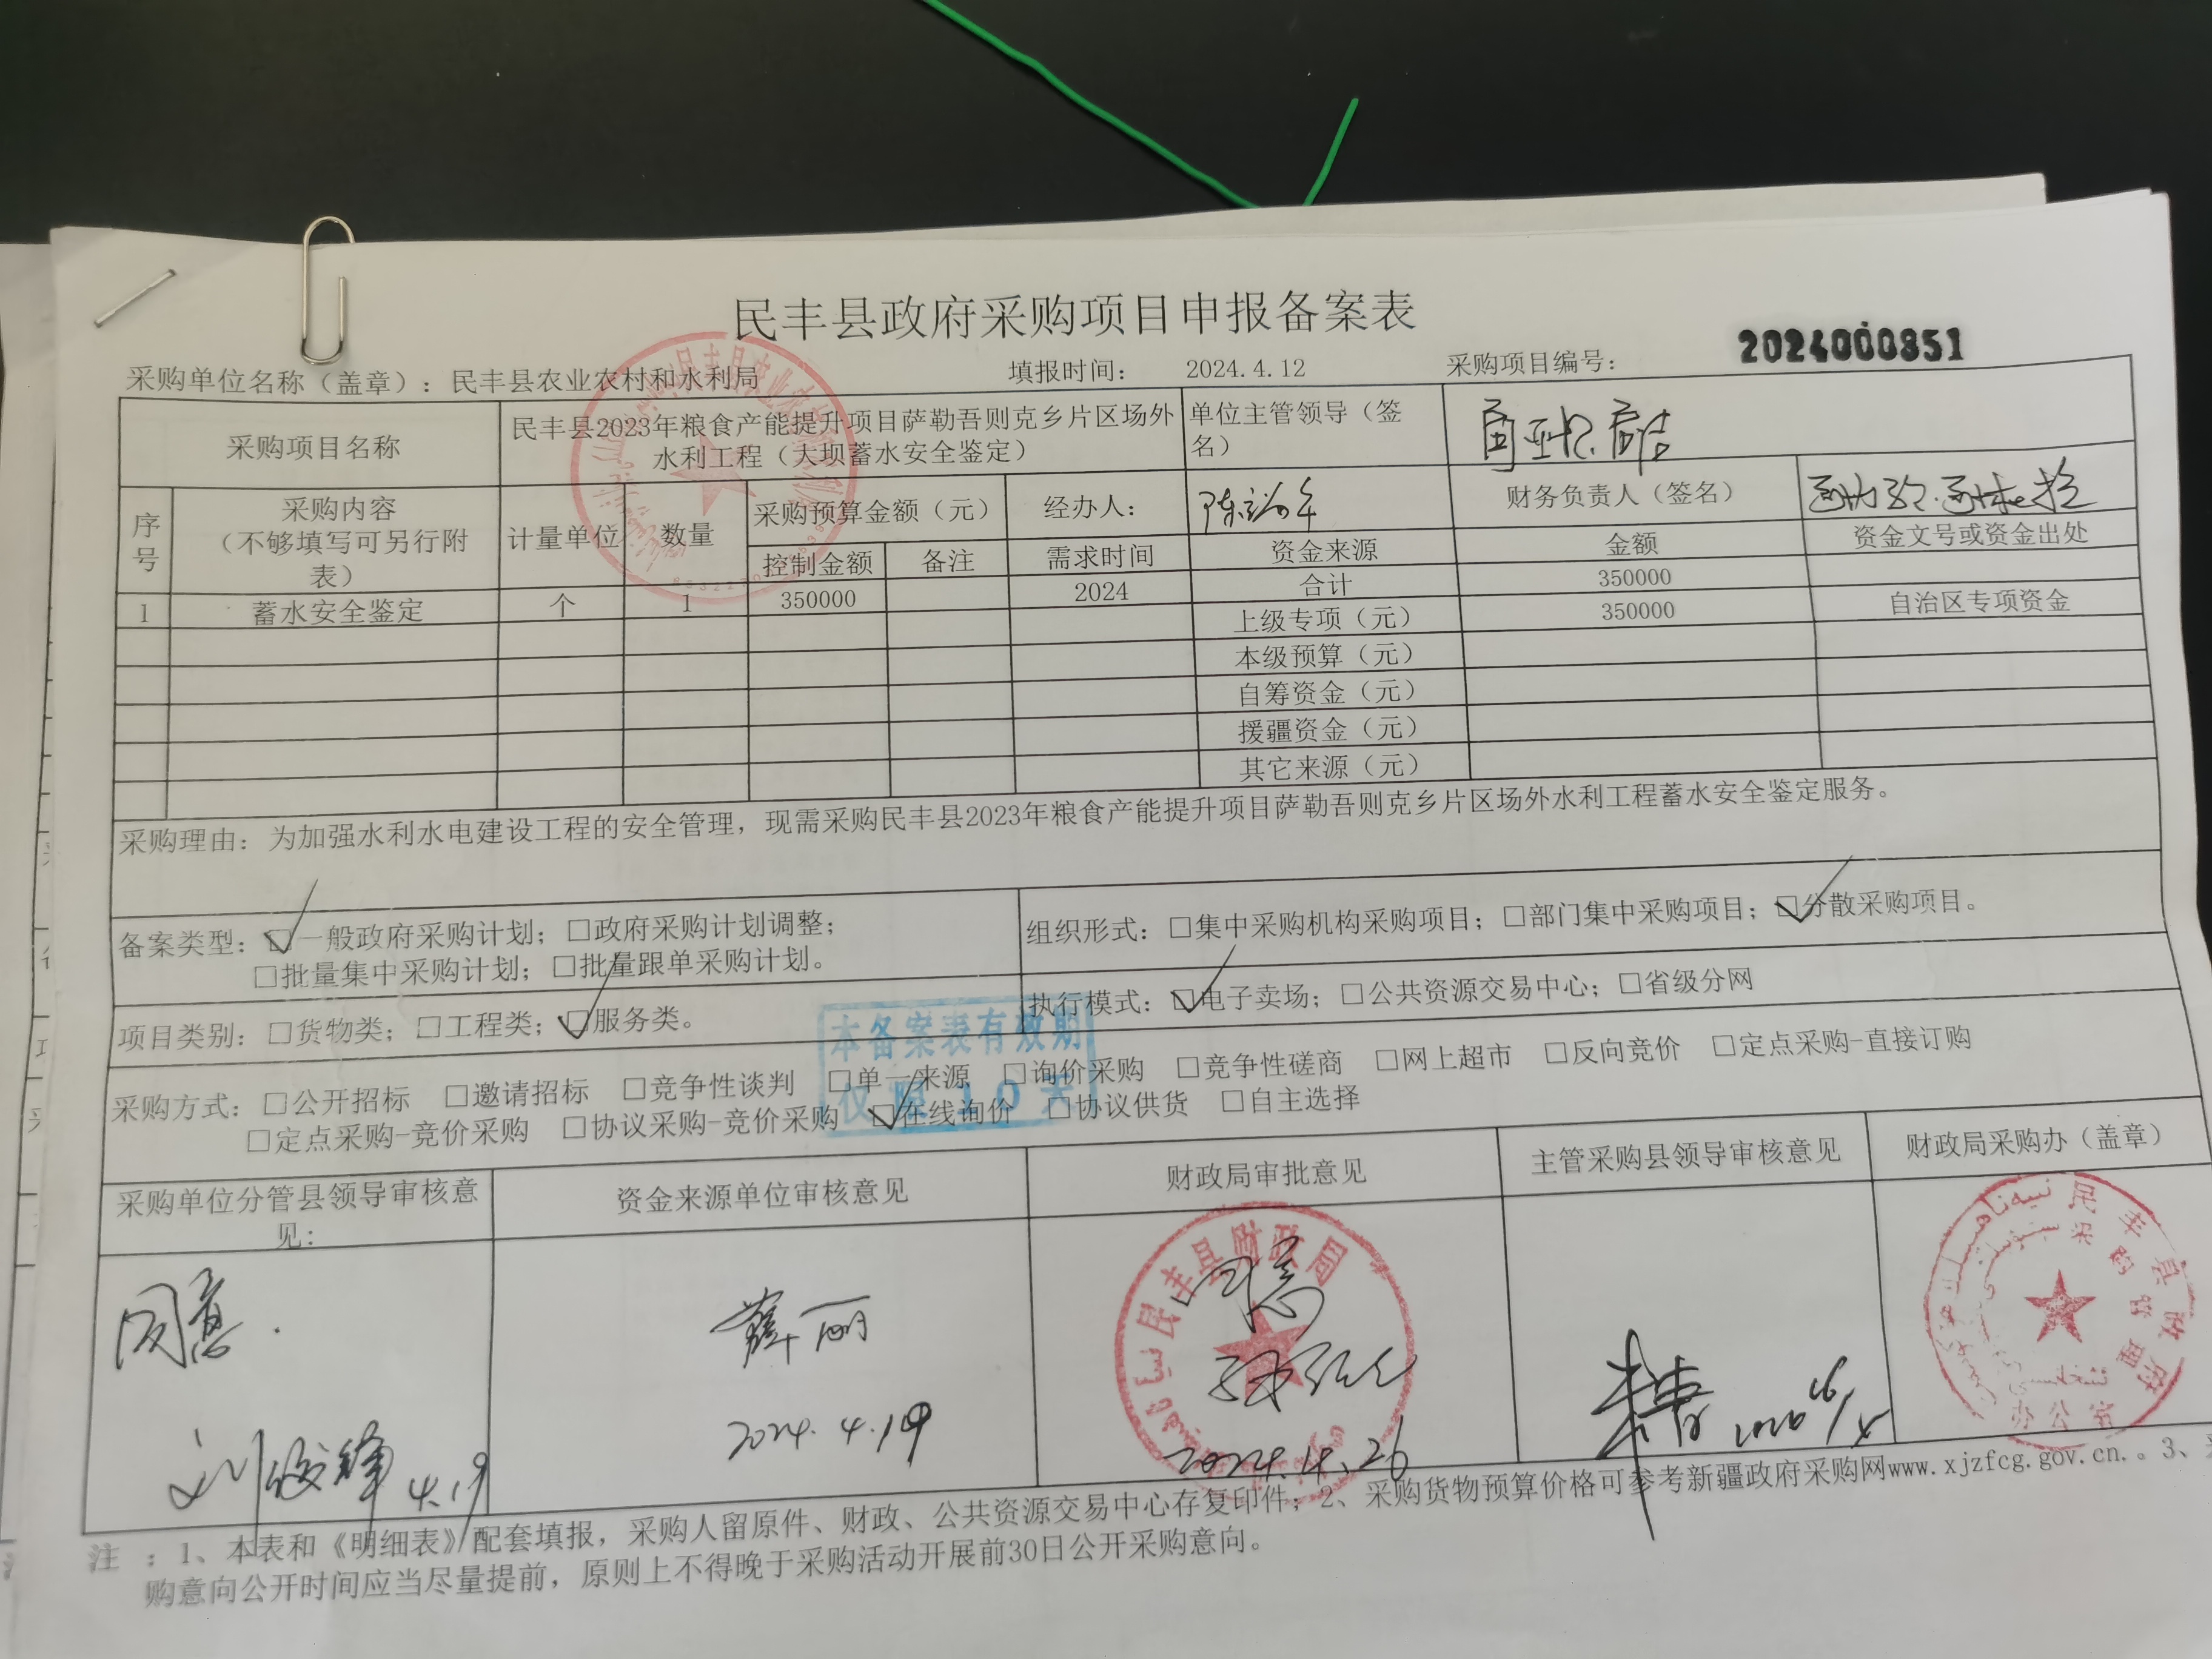 民丰县政府采购项目申报备案表
采购单位名称（盖章）：民丰县农业农村和水利局 填报时间： 2024.4.12 采购项目编号： 2024000851
采购项目名称 民丰县2023年粮食产能提升项目萨勒吾则克乡片区场外水利工程（大坝蓄水安全鉴定） 单位主管领导（签名）
序号 采购内容（不够填写可另行附表） 计量单位 数量 采购预算金额（元） 经办人： 财务负责人（签名）
控制金额 备注 需求时间 资金来源 金额 资金文号或资金出处
合计 350000
1 蓄水安全鉴定 个 1 350000 2024 上级专项（元） 350000 自治区专项资金
本级预算（元）
自筹资金（元）
援疆资金（元）
其它来源（元）
采购理由：为加强水利水电建设工程的安全管理，现需采购民丰县2023年粮食产能提升项目萨勒吾则克乡片区场外水利工程蓄水安全鉴定服务。
备案类型：☑一般政府采购计划；□政府采购计划调整；
□批量集中采购计划；□批量跟单采购计划。
组织形式：□集中采购机构采购项目；□部门集中采购项目；☑分散采购项目。
项目类别：□货物类；□工程类；☑服务类。
执行模式：☑电子卖场；□公共资源交易中心；□省级分网
本备案表有效期
仅限10天
采购方式：□公开招标 □邀请招标 □竞争性谈判 □单一来源 □询价采购 □竞争性磋商 □网上超市 □反向竞价 □定点采购-直接订购
□定点采购-竞价采购 □协议采购-竞价采购 ☑在线询价 □协议供货 □自主选择
采购单位分管县领导审核意见： 资金来源单位审核意见 财政局审批意见 主管采购县领导审核意见 财政局采购办（盖章）
同意. 薛丽 同意
4.19 2024.4.19 2024.4.26
民丰县财政局
民丰县政府采购管理办公室
注：1、本表和《明细表》配套填报，采购人留原件、财政、公共资源交易中心存复印件；2、采购货物预算价格可参考新疆政府采购网www.xjzfcg.gov.cn.。3、采
购意向公开时间应当尽量提前，原则上不得晚于采购活动开展前30日公开采购意向。